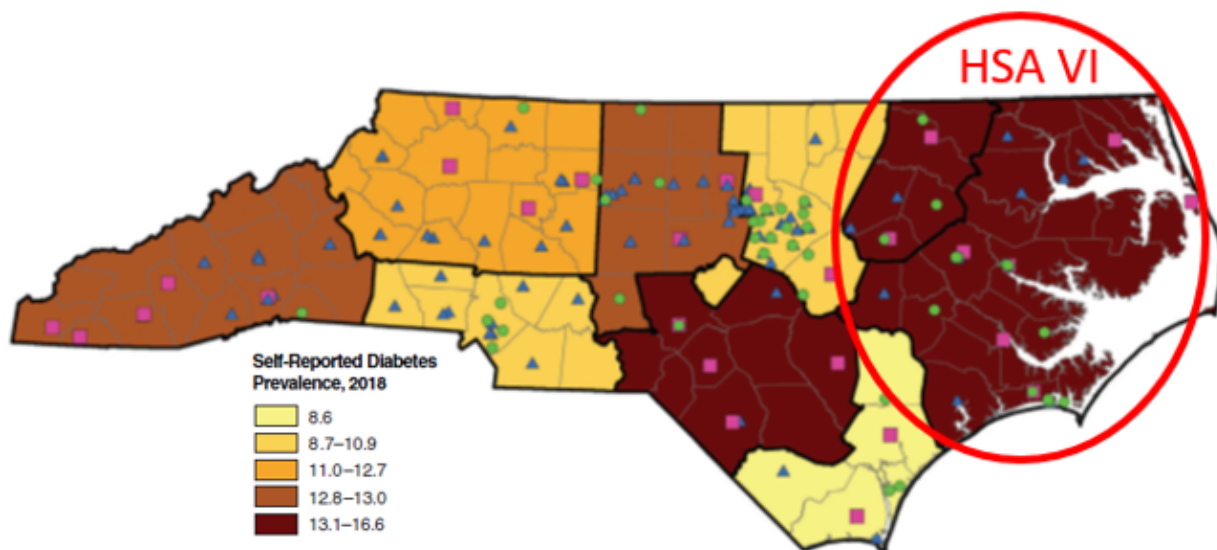 HSA VI
Self-Reported Diabetes
Prevalence, 2018
8.6
8.7–10.9
11.0–12.7
12.8–13.0
13.1–16.6